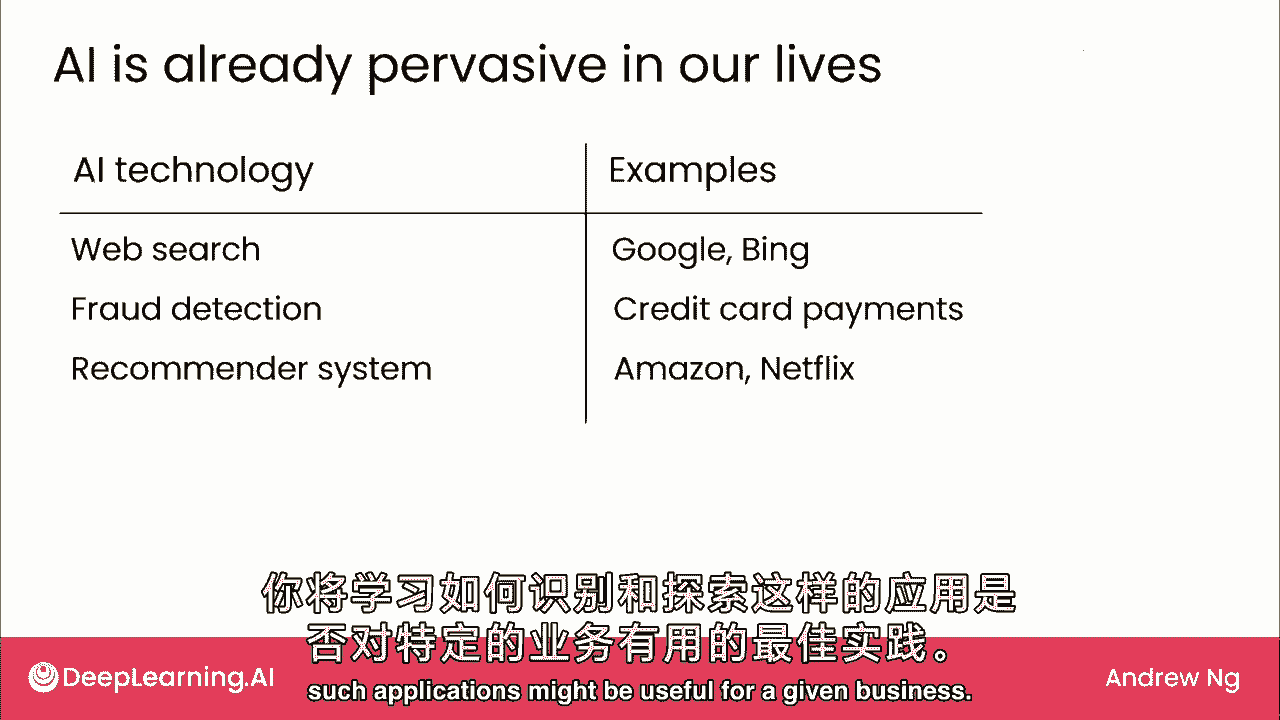 AI is already pervasive in our lives
AI technology
Examples
Web search
Google, Bing
Fraud detection
Credit card payments
Recommender system
Amazon, Netflix
你将学习如何识别和探索这样的应用是
否对特定的业务有用的最佳实践。
such applications might be useful for a given business.
DeepLearning.AI
Andrew Ng